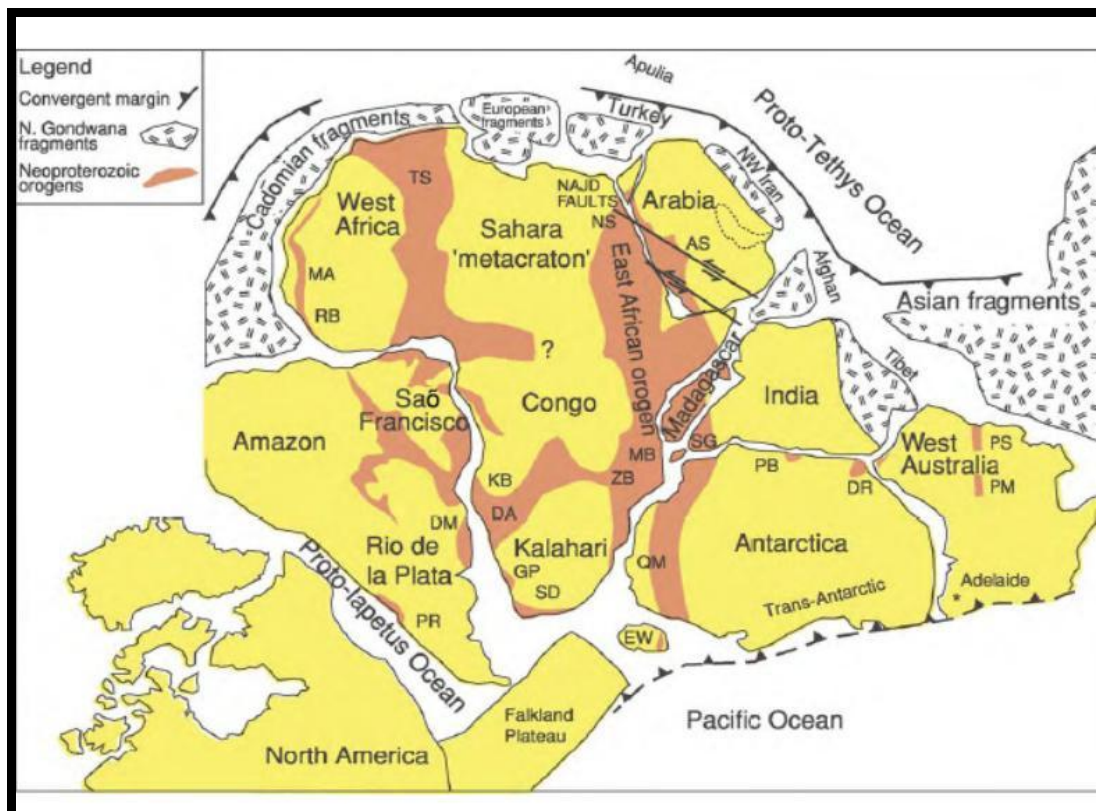 Legend
Convergent margin
N. Gondwana
fragments
Neoproterozoic
orogens
Apulia
Proto-Tethys Ocean
Cadomian fragments
European
fragments
Turkey
NW Iran
TS
West
Africa
NAJD
FAULTS
NS
Arabia
Sahara
'metacraton'
AS
MA
RB
East African orogen
Afghan
Asian fragments
?
Madagascar
Tibet
Saõ
Francisco
Congo
India
Amazon
MB
SG
West
Australia
PS
KB
ZB
PB
DR
PM
DM
DA
Rio de
la Plata
Kalahari
GP
SD
QM
Antarctica
Trans-Antarctic
Adelaide
*
Proto-Iapetus Ocean
PR
EW
Falkland
Plateau
Pacific Ocean
North America